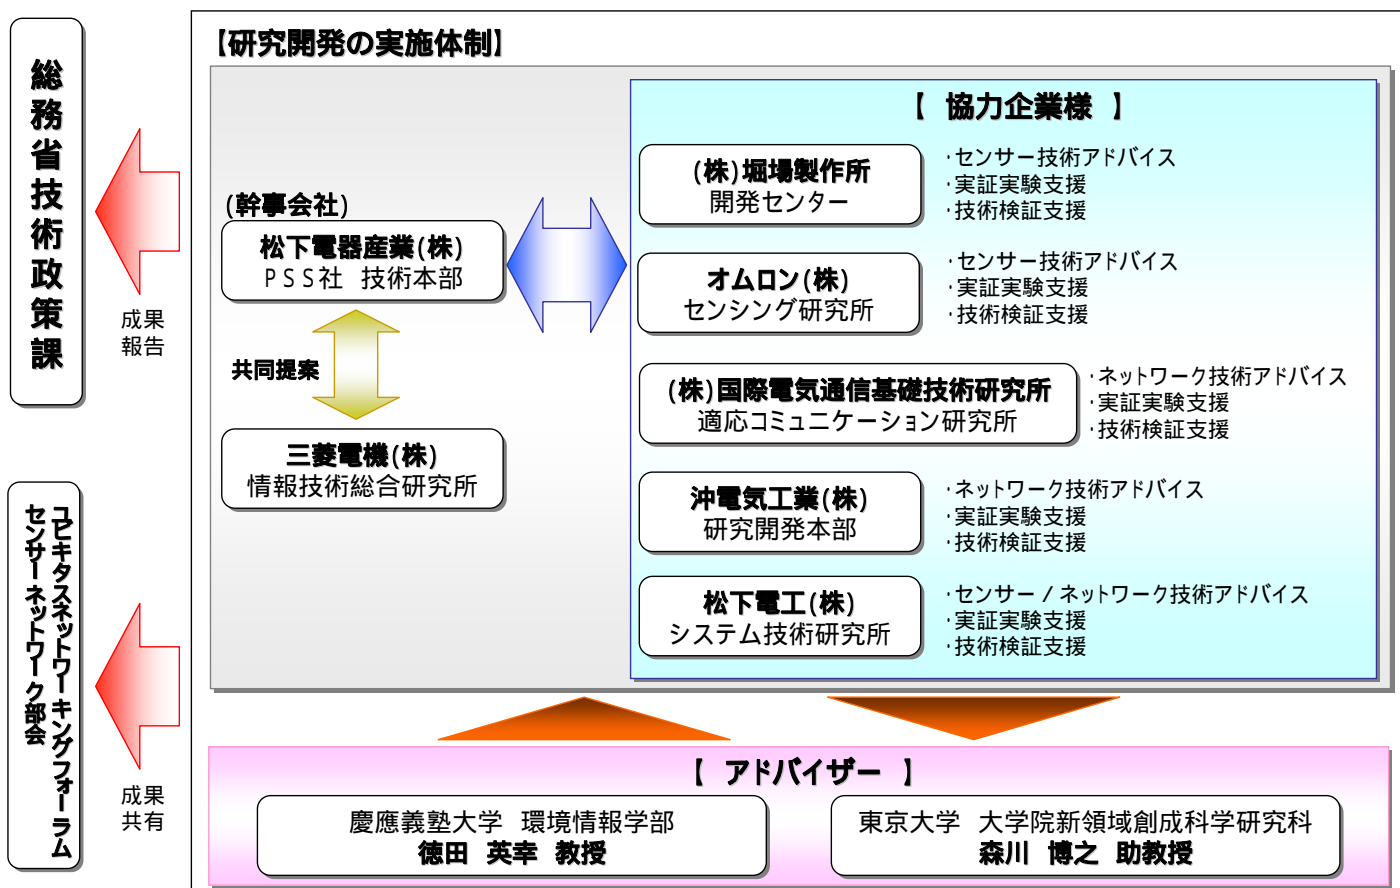 総務省技術政策課
成果
報告
ユビキタスネットワーキングフォーラム
センサーネットワーク部会
成果
共有
【研究開発の実施体制】
(幹事会社)
松下電器産業(株)
PSS社 技術本部
共同提案
三菱電機(株)
情報技術総合研究所
【 協力企業様 】
(株)堀場製作所
開発センター
・センサー技術アドバイス
・実証実験支援
・技術検証支援
オムロン(株)
センシング研究所
・センサー技術アドバイス
・実証実験支援
・技術検証支援
(株)国際電気通信基礎技術研究所
適応コミュニケーション研究所
・ネットワーク技術アドバイス
・実証実験支援
・技術検証支援
沖電気工業(株)
研究開発本部
・ネットワーク技術アドバイス
・実証実験支援
・技術検証支援
松下電工(株)
システム技術研究所
・センサー / ネットワーク技術アドバイス
・実証実験支援
・技術検証支援
【 アドバイザー 】
慶應義塾大学 環境情報学部
徳田 英幸 教授
東京大学 大学院新領域創成科学研究科
森川 博之 助教授